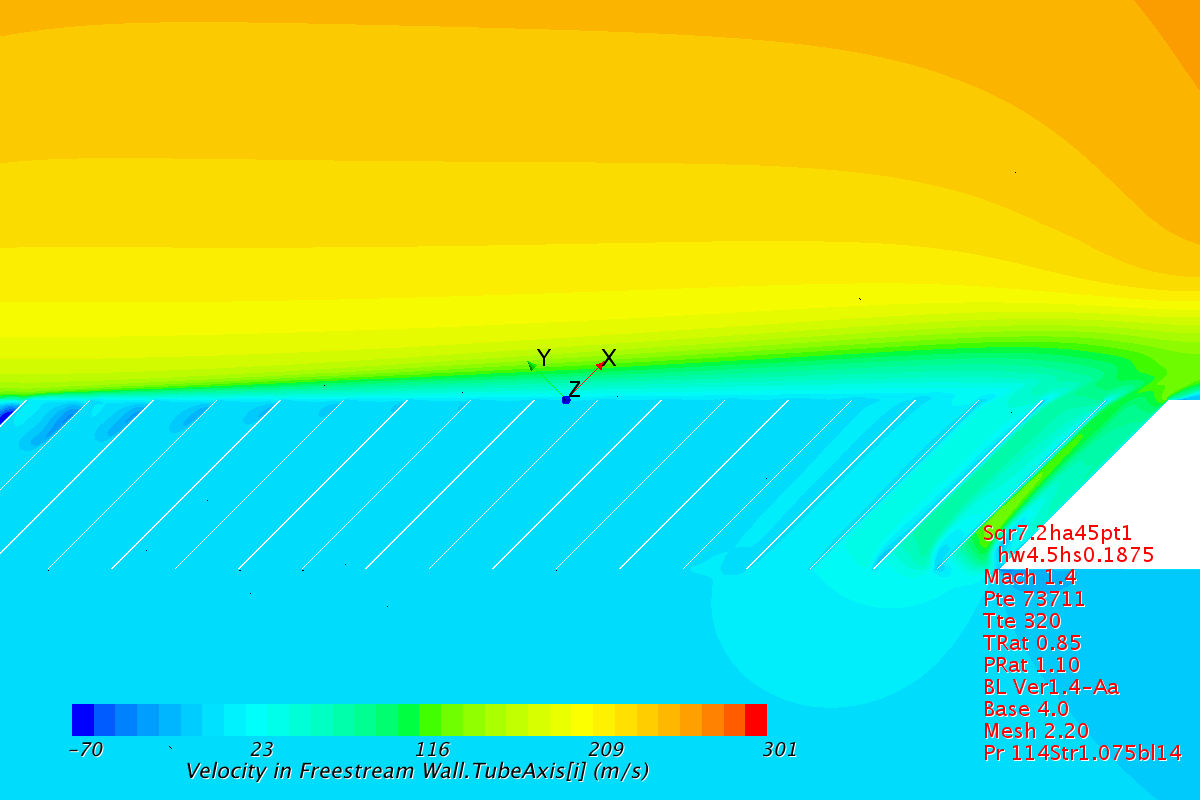 Y X
Z
Sqr7.2ha45pt1
hw4.5hs0.1875
Mach 1.4
Pte 73711
Tte 320
TRat 0.85
PRat 1.10
BL Ver1.4-Aa
Base 4.0
Mesh 2.20
Pr 114Str1.075bl14
-70 23 116 209 301
Velocity in Freestream Wall.TubeAxis[i] (m/s)